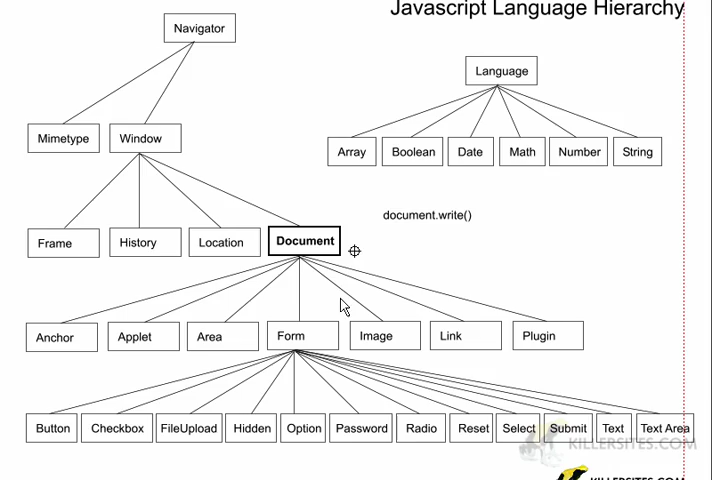 Javascript Language Hierarchy
Navigator
Language
Mimetype
Window
Array
Boolean
Date
Math
Number
String
document.write()
Frame
History
Location
Document
Anchor
Applet
Area
Form
Image
Link
Plugin
Button
Checkbox
FileUpload
Hidden
Option
Password
Radio
Reset
Select
Submit
Text
Text Area
KILLERSITES.COM
KILLERSITES.COM